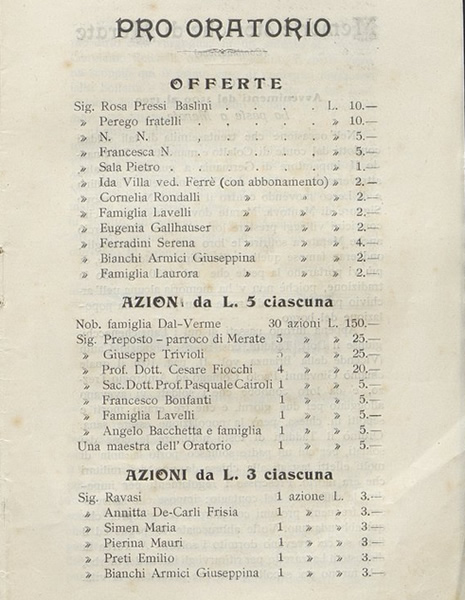 PRO ORATORIO
OFFERTE
Sig. Rosa Pressi Baslini . . . . L. 10.—
» Perego fratelli . . . . » 10.—
» N. N. . . . . » 5.—
» Francesca N. . . . . » 5.—
» Sala Pietro . . . . » 1.—
» Ida Villa ved. Ferrè (con abbonamento) » 2.—
» Cornelia Rondalli » » 2.—
» Famiglia Lavelli » » 2.—
» Eugenia Gallhauser » » 2.—
» Ferradini Serena » » 4.—
» Bianchi Armici Giuseppina » » 2.—
» Famiglia Laurora » » 2.—
AZIONI da L. 5 ciascuna
Nob. famiglia Dal-Verme 30 azioni L. 150.—
Sig. Preposto - parroco di Merate 5 » » 25.—
» Giuseppe Trivioli 5 » » 25.—
» Prof. Dott. Cesare Fiocchi 4 » » 20.—
» Sac. Dott. Prof. Pasquale Cairoli 1 » » 5.—
» Francesco Bonfanti 1 » » 5.—
» Famiglia Lavelli 1 » » 5.—
» Angelo Bacchetta e famiglia 1 » » 5.—
Una maestra dell' Oratorio 1 » » 5.—
AZIONI da L. 3 ciascuna
Sig. Ravasi 1 azione L. 3.—
» Annitta De-Carli Frisia 1 » » 3.—
» Simen Maria 1 » » 3.—
» Pierina Mauri 1 » » 3.—
» Preti Emilio 1 » » 3.—
» Bianchi Armici Giuseppina 1 » » 3.—